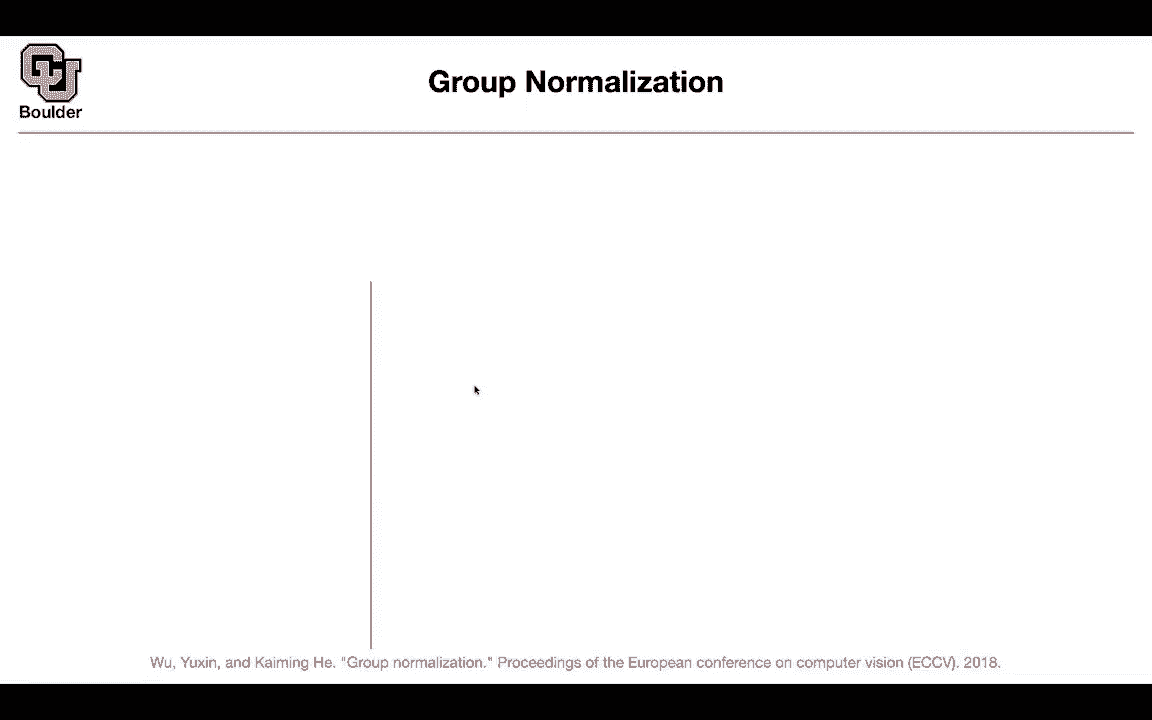 Group Normalization
CU
Boulder
Wu, Yuxin, and Kaiming He. "Group normalization." Proceedings of the European conference on computer vision (ECCV). 2018.